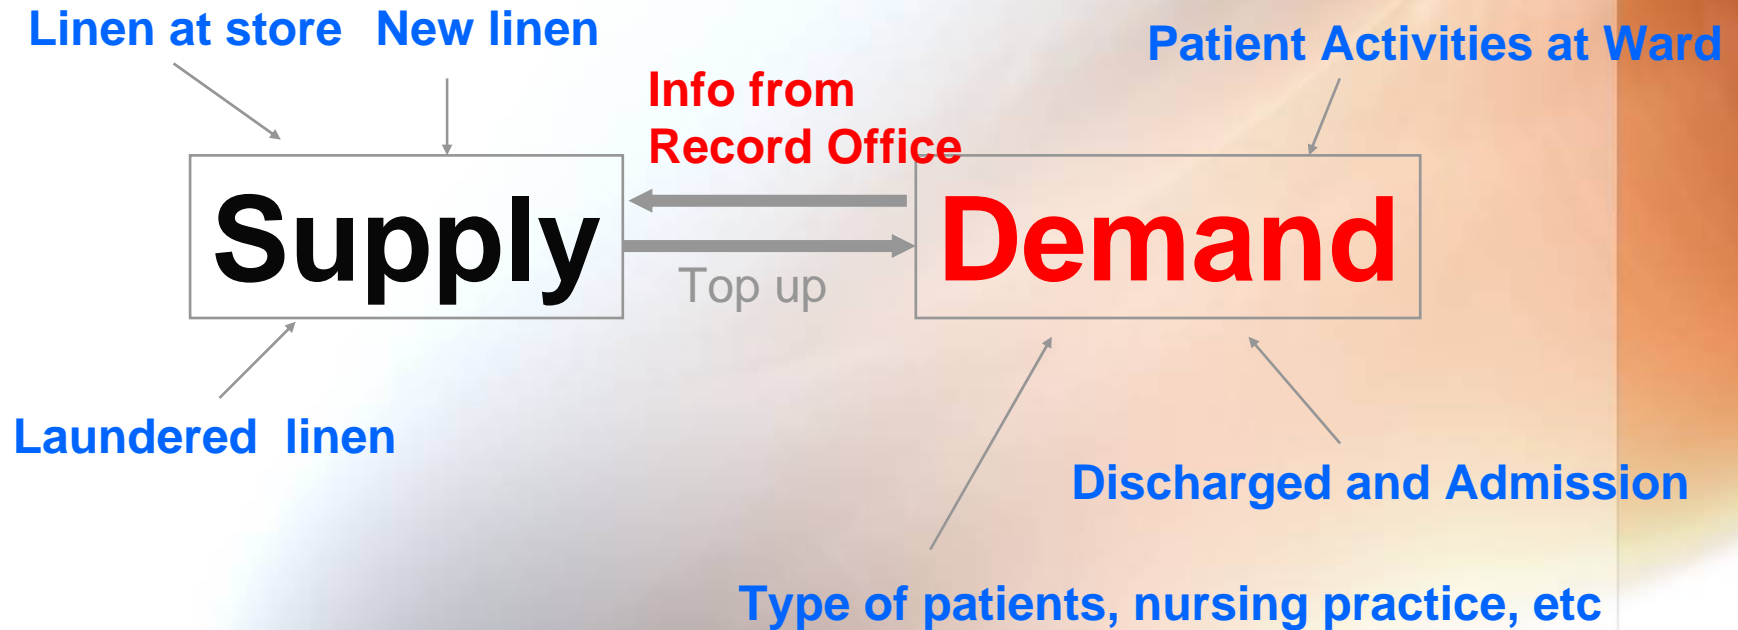 Linen at store
New linen
Patient Activities at Ward
Info from
Record Office
Supply
Demand
Top up
Laundered  linen
Discharged and Admission
Type of patients, nursing practice, etc